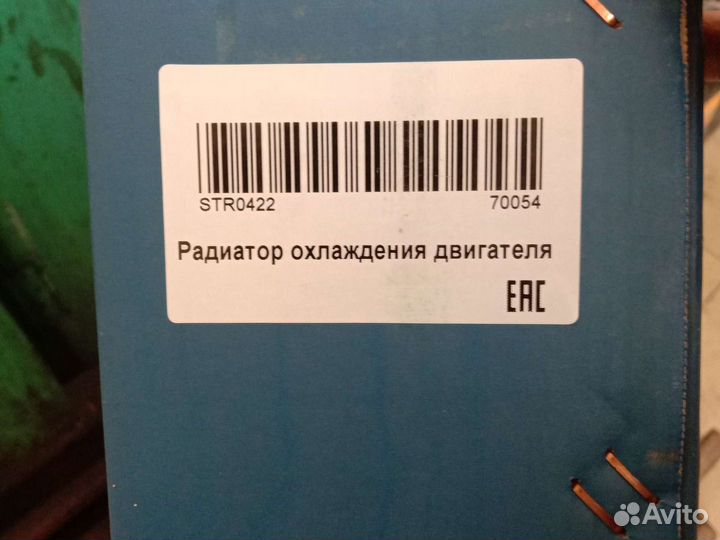 STR0422 70054
Радиатор охлаждения двигателя
EAC
Avito